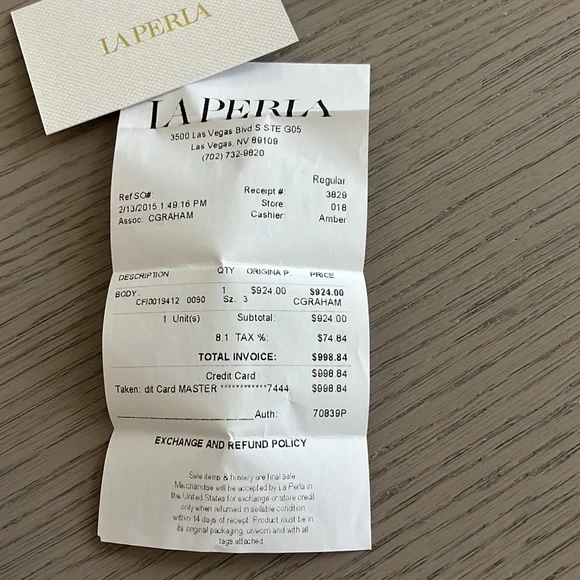 LA PERLA
LA PERLA
3500 Las Vegas Blvd S STE G05
Las Vegas, NV 89109
(702) 732-9820
Regular
Ref SO#: Receipt #: 3829
2/13/2015 1:49:16 PM Store: 018
Assoc: CGRAHAM Cashier: Amber
DESCRIPTION QTY ORIGINA P. PRICE
BODY 1 $924.00 $924.00
CFI0019412 0090 Sz. 3 CGRAHAM
1 Unit(s) Subtotal: $924.00
8.1 TAX %: $74.84
TOTAL INVOICE: $998.84
Credit Card $998.84
Taken: dit Card MASTER ************7444 $998.84
Auth: 70839P
EXCHANGE AND REFUND POLICY
Sale items & hosiery are final sale
Merchandise will be accepted by La Perla in
the United States for exchange or store credit
only when returned in sellable condition
within 14 days of receipt. Product must be in
its original packaging, unworn and with all
tags attached